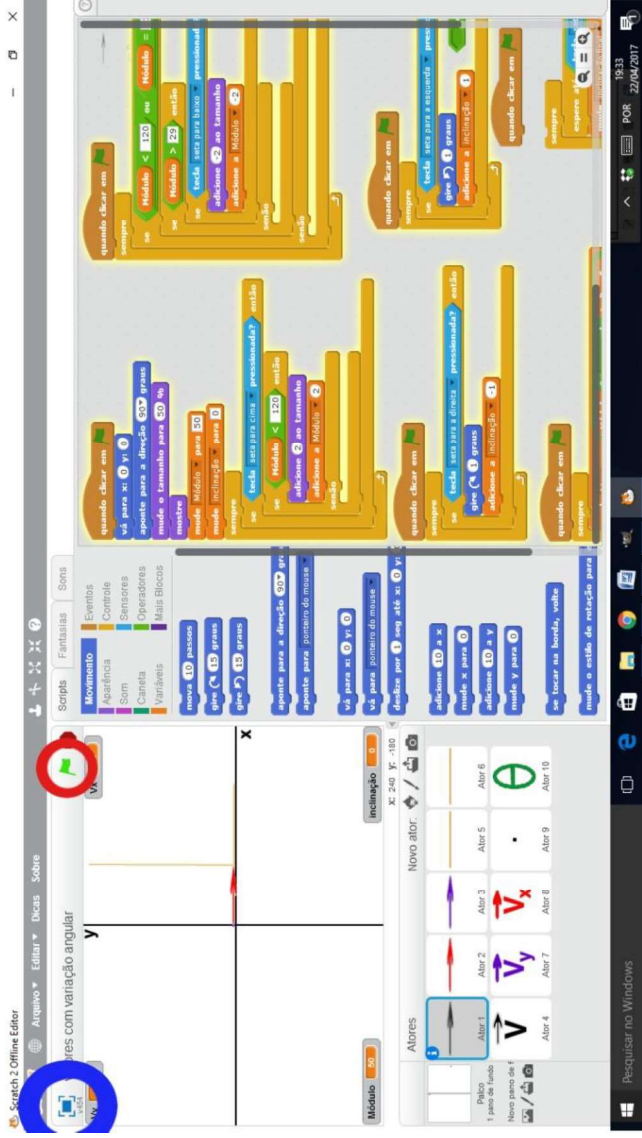 Scratch 2 Offline Editor
Arquivo Editar Dicas Sobre
ores com variação angular
v454
Vx
y
x
Módulo 50
inclinação 0
x: 240 y: -180
Atores
Novo ator:
Palco
1 pano de fundo
Novo pano de f
Ator 1
Ator 2
Ator 3
Ator 5
Ator 6
V
Vy
Vx
θ
Ator 4
Ator 7
Ator 8
Ator 9
Ator 10
Scripts Fantasias Sons
Movimento
Aparência
Som
Caneta
Variáveis
Eventos
Controle
Sensores
Operadores
Mais Blocos
mova 10 passos
gire 15 graus
gire 15 graus
aponte para a direção 90 gra
aponte para ponteiro do mouse
vá para x: 0 y: 0
vá para ponteiro do mouse
deslize por 1 seg até x: 0 y:
adicione 10 a x
mude x para 0
adicione 10 a y
mude y para 0
se tocar na borda, volte
mude o estilo de rotação para
quando clicar em
vá para x: 0 y: 0
aponte para a direção 90 graus
mude o tamanho para 50 %
mostre
mude Módulo para 50
mude inclinação para 0
sempre
se tecla seta para cima pressionada? então
se Módulo < 120 então
adicione 2 ao tamanho
adicione a Módulo 2
senão
quando clicar em
sempre
se tecla seta para a direita pressionada? então
gire 1 graus
adicione a inclinação -1
quando clicar em
sempre
quando clicar em
sempre
se Módulo < 120 ou Módulo =
se Módulo > 29 então
se tecla seta para baixo pressionad
adicione -2 ao tamanho
adicione a Módulo -2
senão
senão
quando clicar em
sempre
se tecla seta para a esquerda pres
gire 1 graus
adicione a inclinação 1
quando clicar em
sempre
espere a
Pesquisar no Windows
POR
19:33
22/04/2017